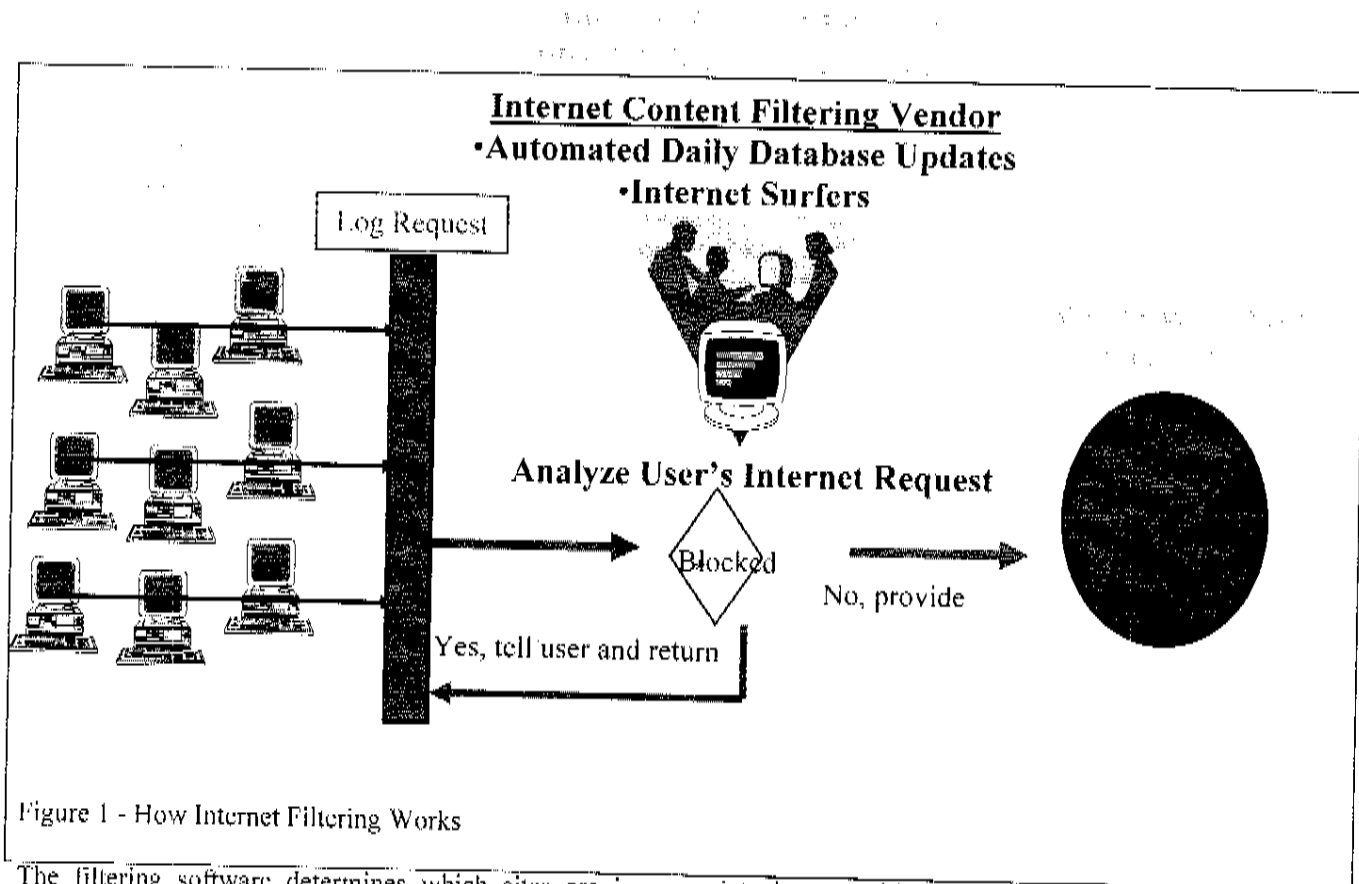 Internet Content Filtering Vendor
•Automated Daily Database Updates
•Internet Surfers
Log Request
Analyze User's Internet Request
Blocked
No, provide
Yes, tell user and return
Figure 1 - How Internet Filtering Works
The filtering software determines which sites are